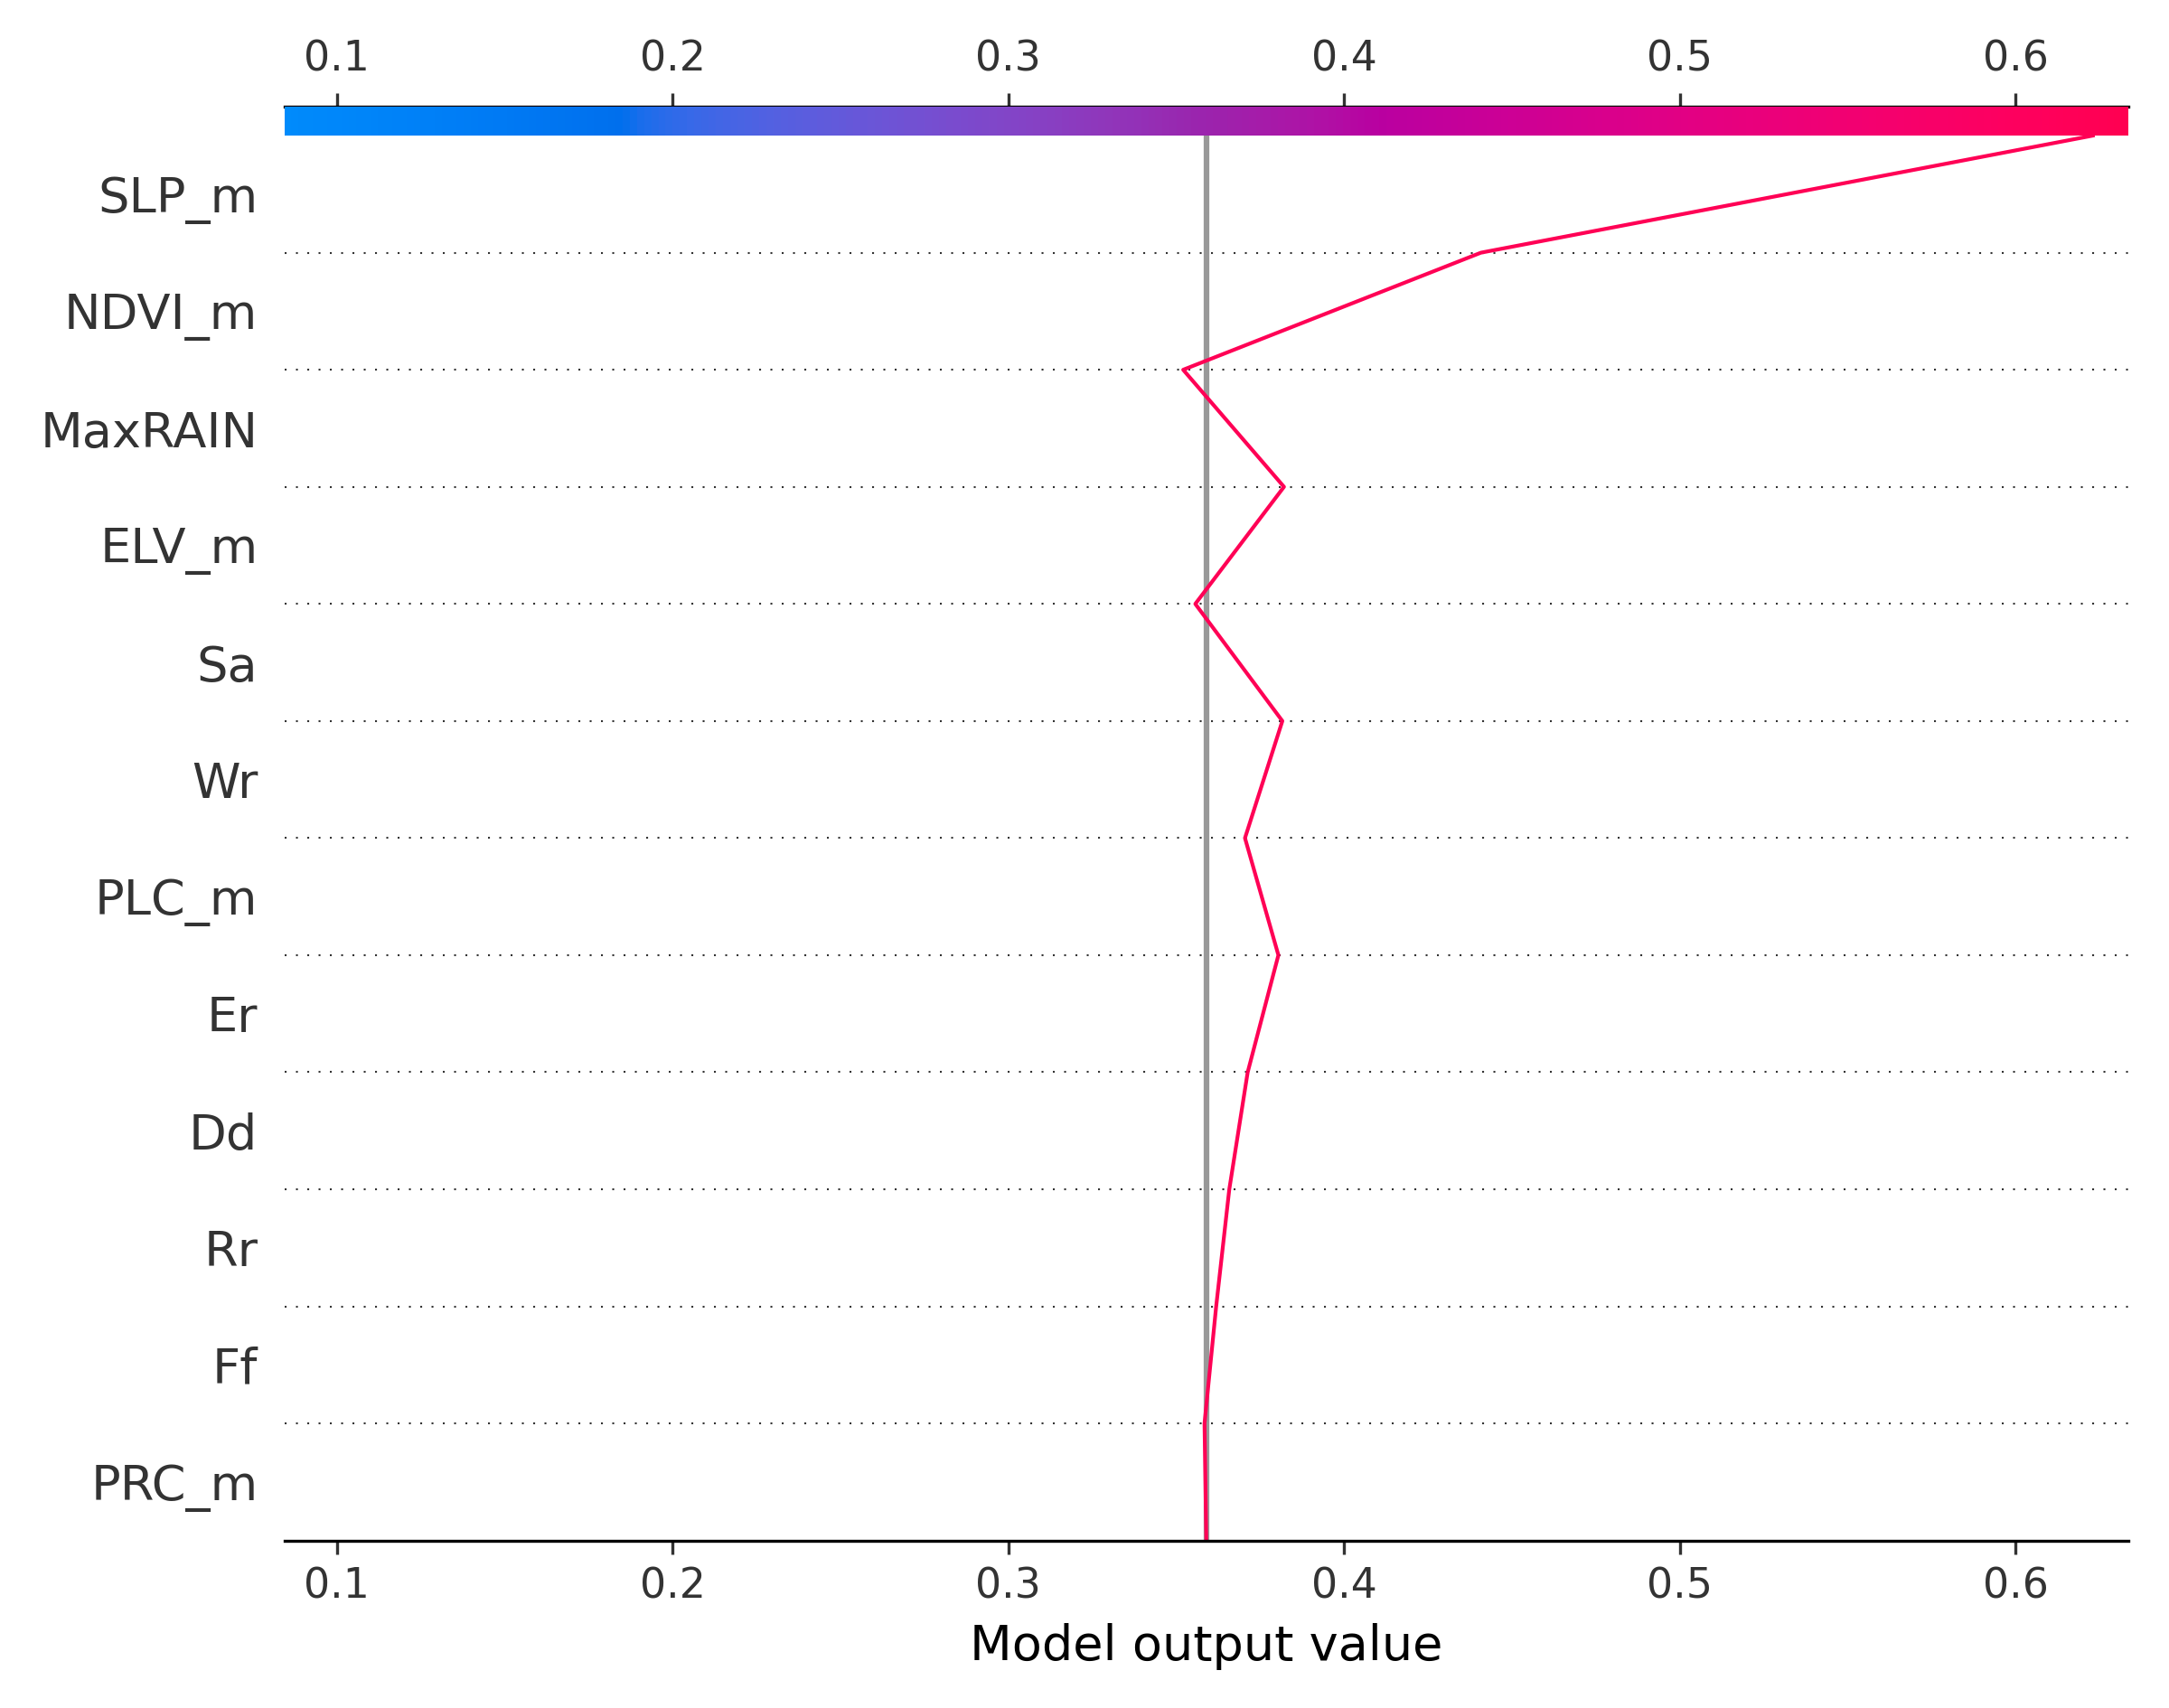 0.1 0.2 0.3 0.4 0.5 0.6
SLP_m
NDVI_m
MaxRAIN
ELV_m
Sa
Wr
PLC_m
Er
Dd
Rr
Ff
PRC_m
0.1 0.2 0.3 0.4 0.5 0.6
Model output value